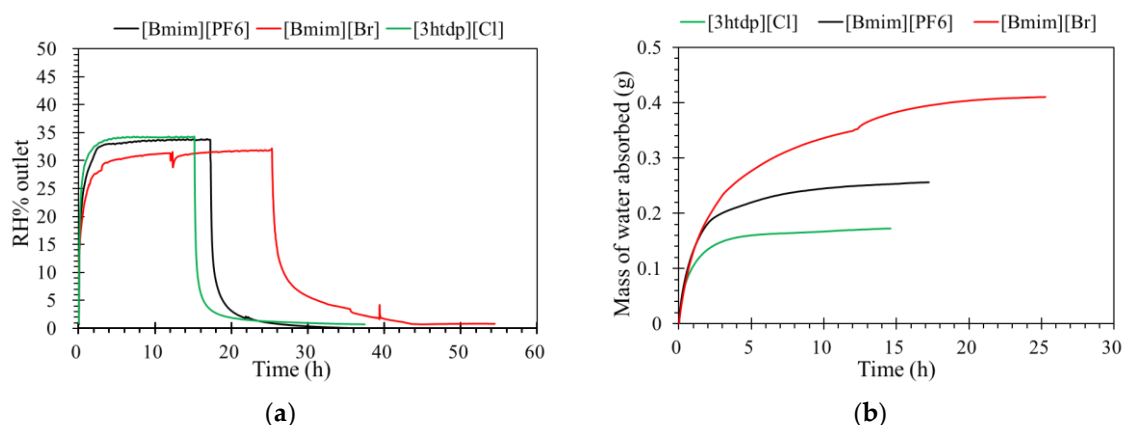 [Bmim][PF6] [Bmim][Br] [3htdp][Cl]
50
45
40
35
30
25
20
15
10
5
0
RH% outlet
0 10 20 30 40 50 60
Time (h)
(a)
[3htdp][Cl] [Bmim][PF6] [Bmim][Br]
0.5
0.4
0.3
0.2
0.1
0
Mass of water absorbed (g)
0 5 10 15 20 25 30
Time (h)
(b)